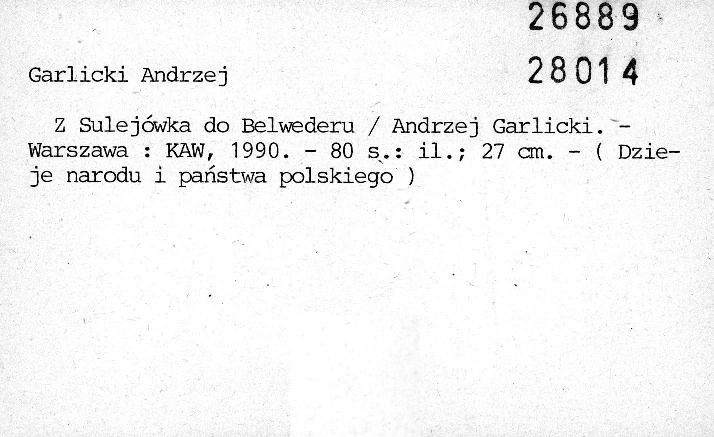 26889
28014
Garlicki Andrzej
Z Sulejówka do Belwederu / Andrzej Garlicki. -
Warszawa : KAW, 1990. - 80 s.: il.; 27 cm. - ( Dzie-
je narodu i państwa polskiego )